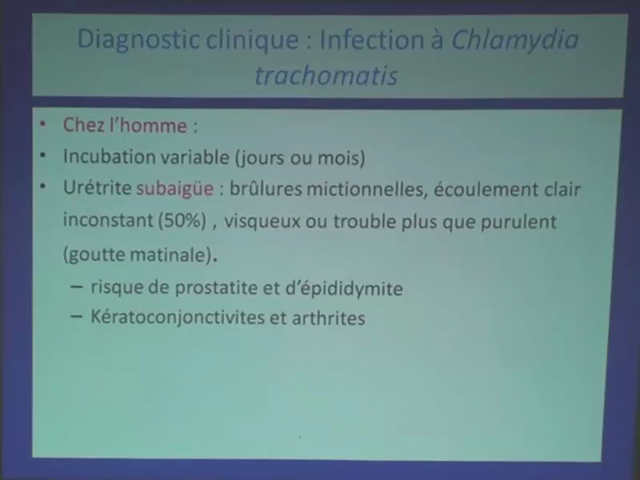 Diagnostic clinique : Infection à Chlamydia
trachomatis
• Chez l'homme :
• Incubation variable (jours ou mois)
• Urétrite subaigüe : brûlures mictionnelles, écoulement clair
inconstant (50%) , visqueux ou trouble plus que purulent
(goutte matinale).
– risque de prostatite et d'épididymite
– Kératoconjonctivites et arthrites